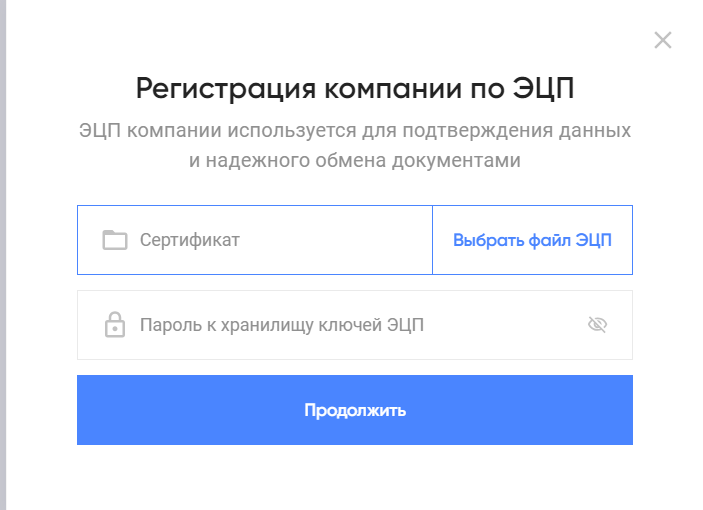 Регистрация компании по ЭЦП
ЭЦП компании используется для подтверждения данных
и надежного обмена документами
Сертификат
Выбрать файл ЭЦП
Пароль к хранилищу ключей ЭЦП
Продолжить